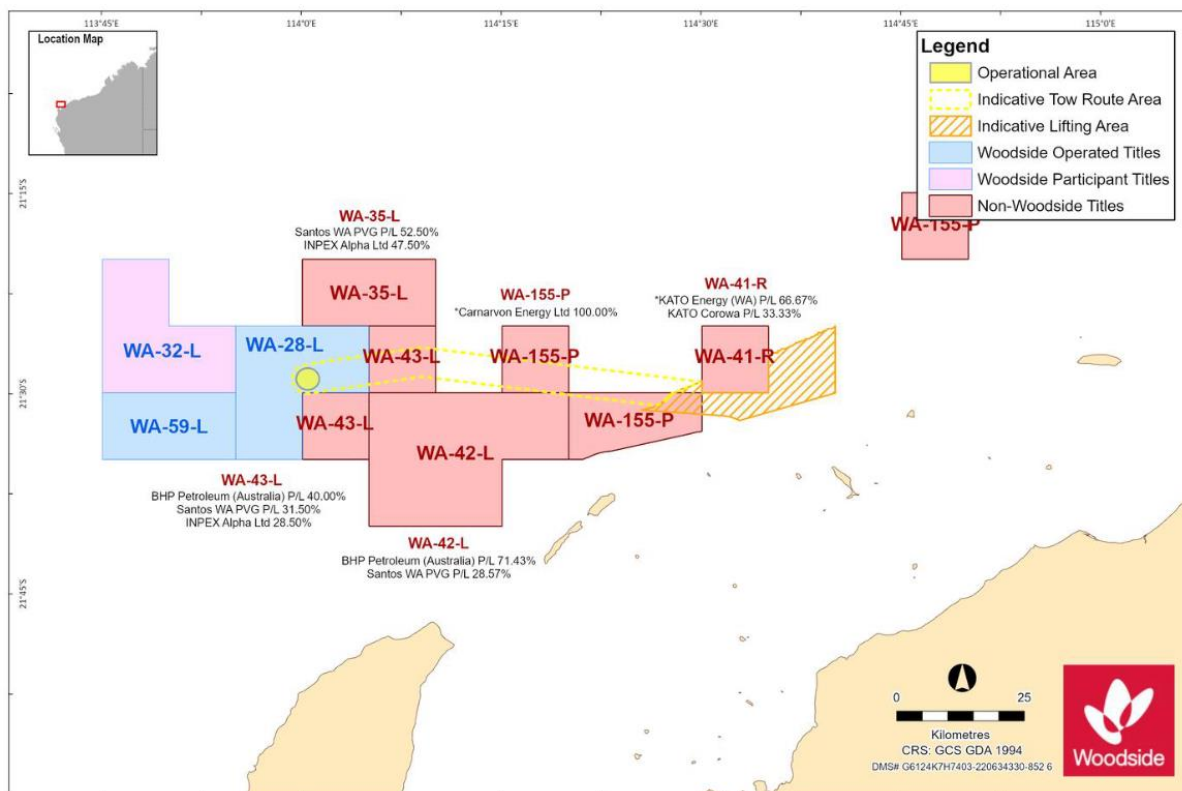 113°45'E
114°0'E
114°15'E
114°30'E
114°45'E
115°0'E
Location Map
Legend
Operational Area
Indicative Tow Route Area
Indicative Lifting Area
Woodside Operated Titles
Woodside Participant Titles
Non-Woodside Titles
21°15'S
21°30'S
21°45'S
WA-155-P
WA-35-L
Santos WA PVG P/L 52.50%
INPEX Alpha Ltd 47.50%
WA-35-L
WA-155-P
*Carnarvon Energy Ltd 100.00%
WA-41-R
*KATO Energy (WA) P/L 66.67%
KATO Corowa P/L 33.33%
WA-32-L
WA-28-L
WA-43-L
WA-155-P
WA-41-R
WA-59-L
WA-43-L
WA-42-L
WA-155-P
WA-43-L
BHP Petroleum (Australia) P/L 40.00%
Santos WA PVG P/L 31.50%
INPEX Alpha Ltd 28.50%
WA-42-L
BHP Petroleum (Australia) P/L 71.43%
Santos WA PVG P/L 28.57%
0 25
Kilometres
CRS: GCS GDA 1994
DMS# G6124K7H7403-220634330-852 6
Woodside